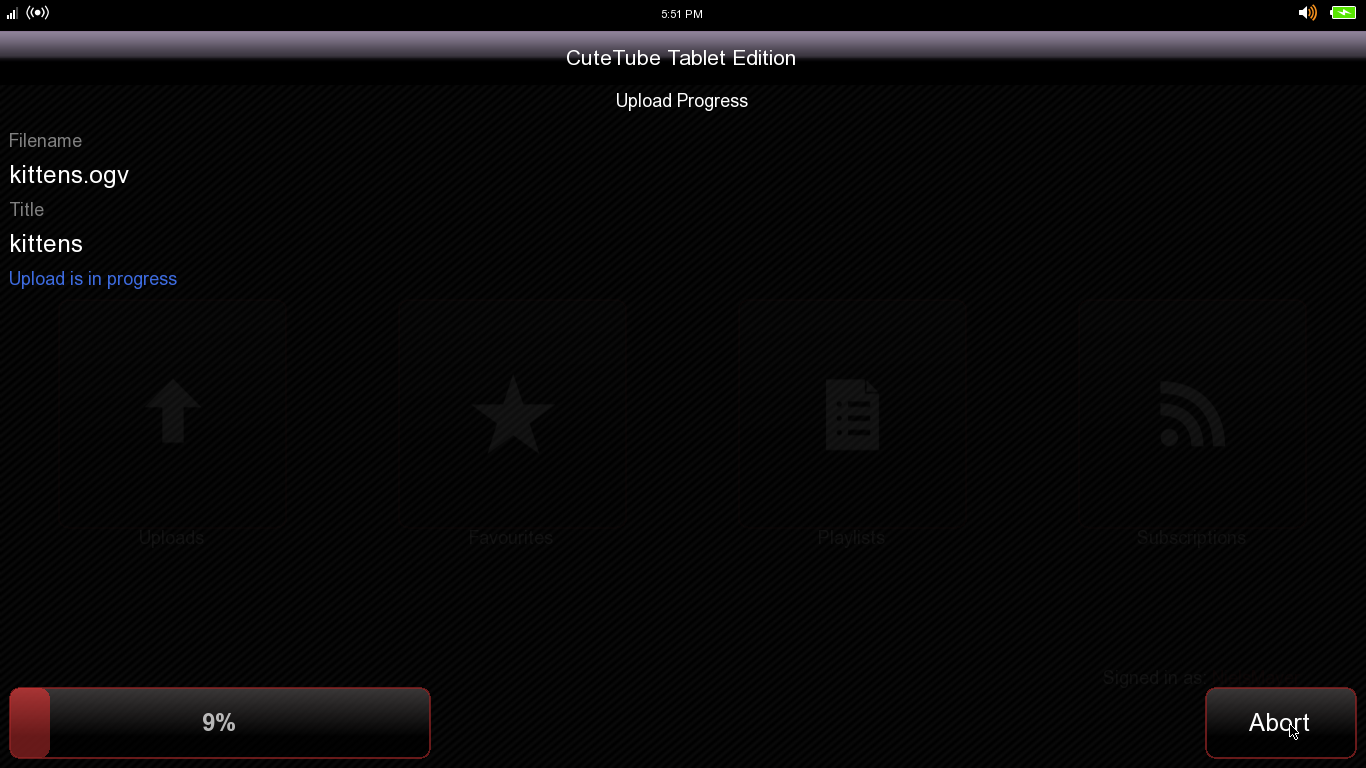 5:51 PM
CuteTube Tablet Edition
Upload Progress
Filename
kittens.ogv
Title
kittens
Upload is in progress
Uploads Favourites Playlists Subscriptions
Signed in as:
9% Abort